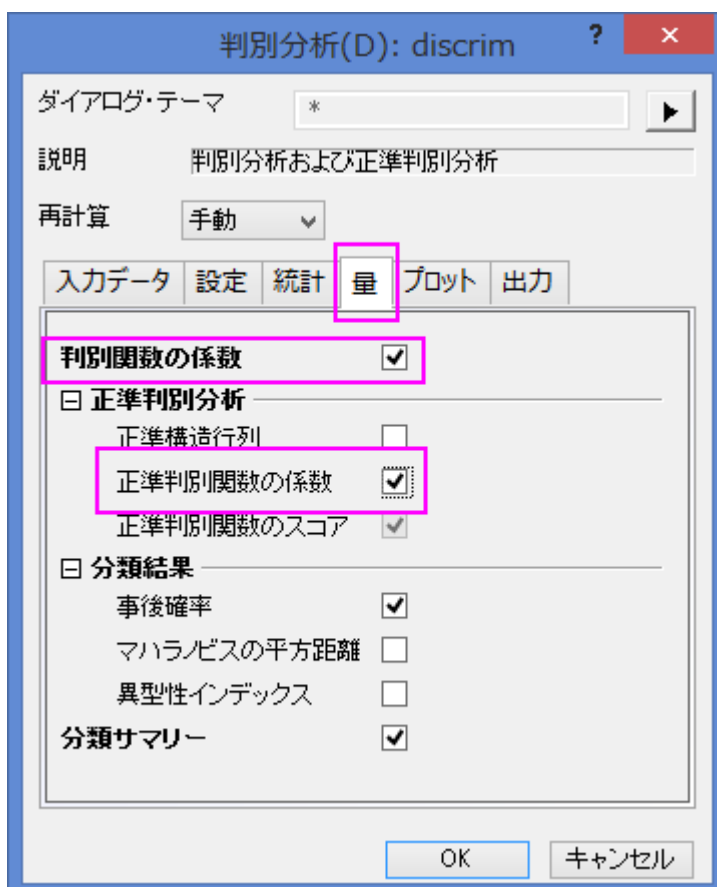 判別分析(D): discrim ? ×
ダイアログ・テーマ *
説明 判別分析および正準判別分析
再計算 手動
入力データ 設定 統計 量 プロット 出力
判別関数の係数
正準判別分析
正準構造行列
正準判別関数の係数
正準判別関数のスコア
分類結果
事後確率
マハラノビスの平方距離
異型性インデックス
分類サマリー
OK キャンセル